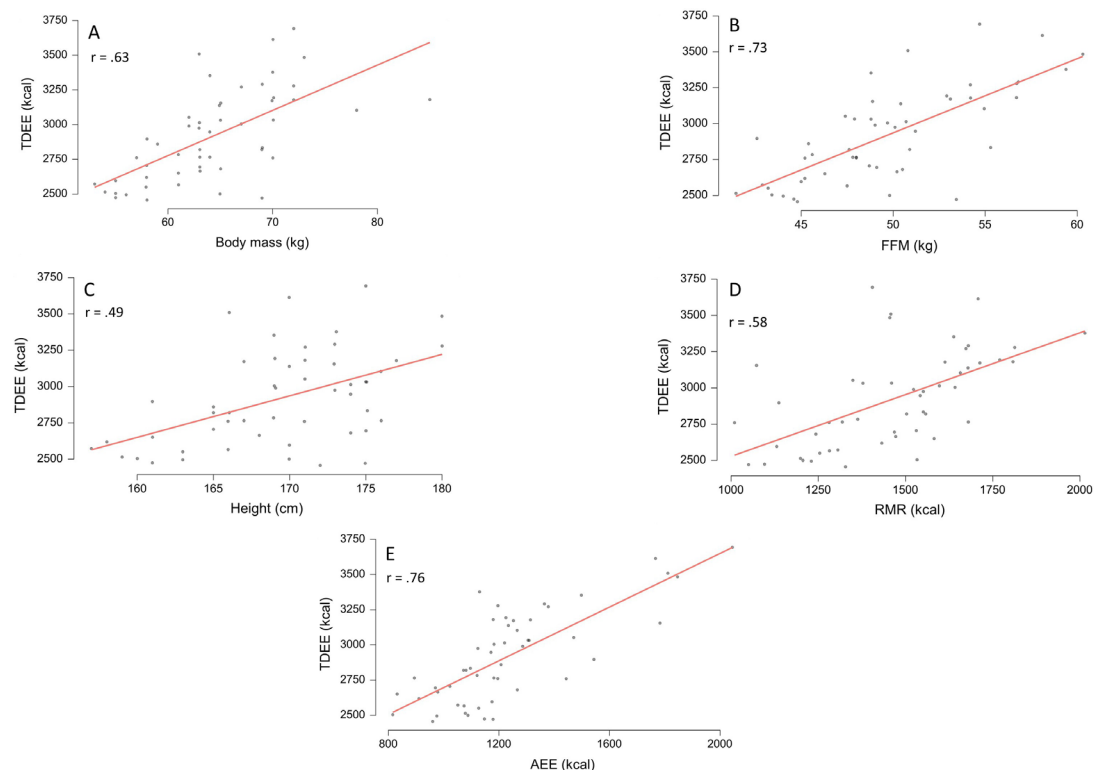 A
r = .63
3750
3500
3250
3000
2750
2500
TDEE (kcal)
60
70
80
Body mass (kg)
B
r = .73
3750
3500
3250
3000
2750
2500
TDEE (kcal)
45
50
55
60
FFM (kg)
C
r = .49
3750
3500
3250
3000
2750
2500
TDEE (kcal)
160
165
170
175
180
Height (cm)
D
r = .58
3750
3500
3250
3000
2750
2500
TDEE (kcal)
1000
1250
1500
1750
2000
RMR (kcal)
E
r = .76
3750
3500
3250
3000
2750
2500
TDEE (kcal)
800
1200
1600
2000
AEE (kcal)